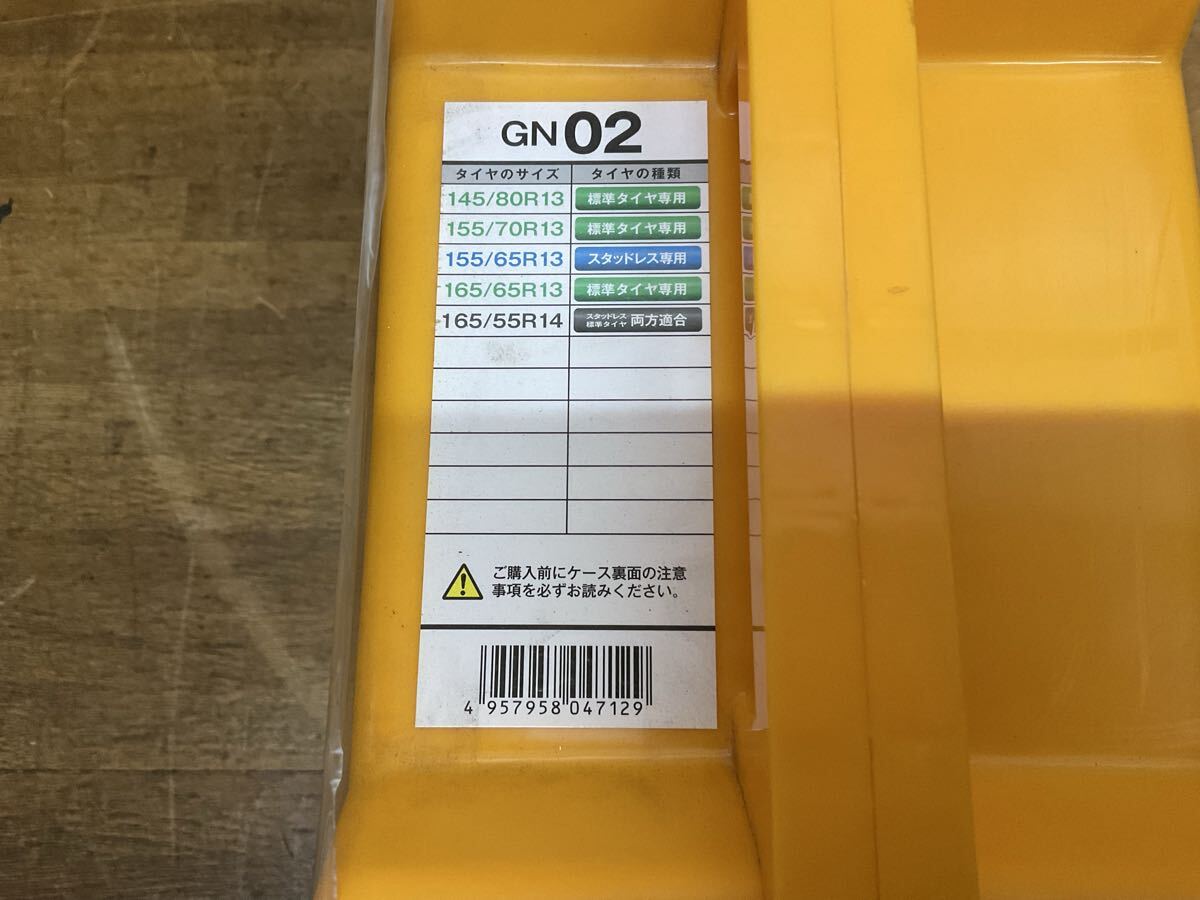 GN 02
タイヤのサイズ タイヤの種類
145/80R13 標準タイヤ専用
155/70R13 標準タイヤ専用
155/65R13 スタッドレス専用
165/65R13 標準タイヤ専用
165/55R14 スタッドレス 標準タイヤ 両方適合
ご購入前にケース裏面の注意
事項を必ずお読みください。
4 957958 047129